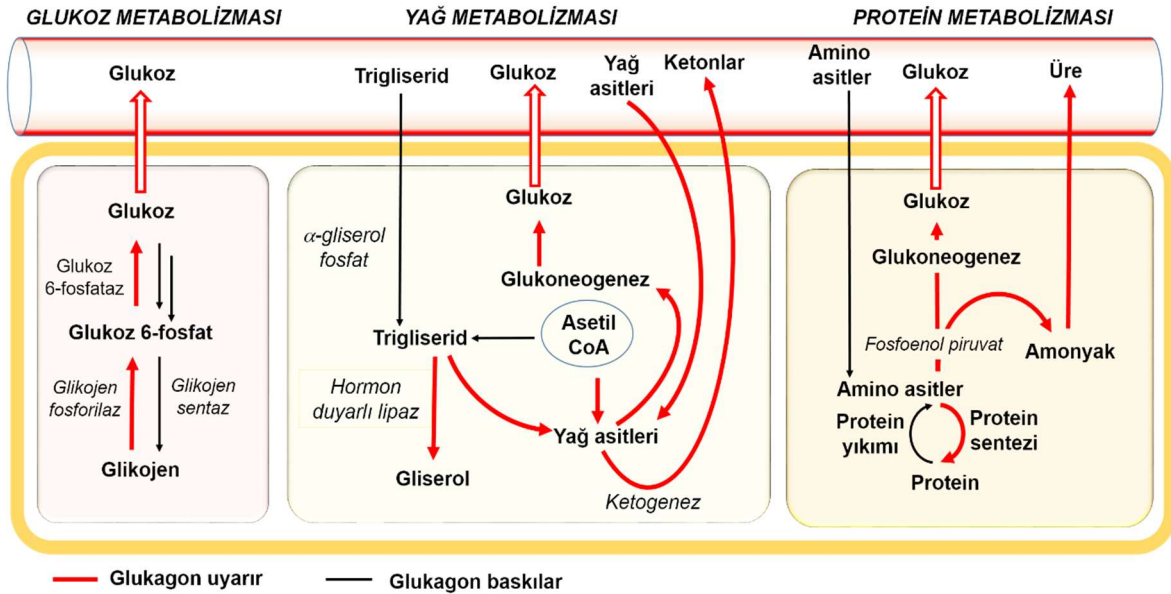 GLUKOZ METABOLİZMASI
YAĞ METABOLİZMASI
PROTEİN METABOLİZMASI
Glukoz
Trigliserid
Glukoz
Yağ
asitleri
Ketonlar
Amino
asitler
Glukoz
Üre
Glukoz
Glukoz
6-fosfataz
Glukoz 6-fosfat
Glikojen
fosforilaz
Glikojen
sentaz
Glikojen
α-gliserol
fosfat
Glukoz
Glukoneogenez
Asetil
CoA
Trigliserid
Hormon
duyarlı lipaz
Yağ asitleri
Gliserol
Ketogenez
Glukoz
Glukoneogenez
Fosfoenol piruvat
Amonyak
Amino asitler
Protein
yıkımı
Protein
sentezi
Protein
Glukagon uyarır
Glukagon baskılar